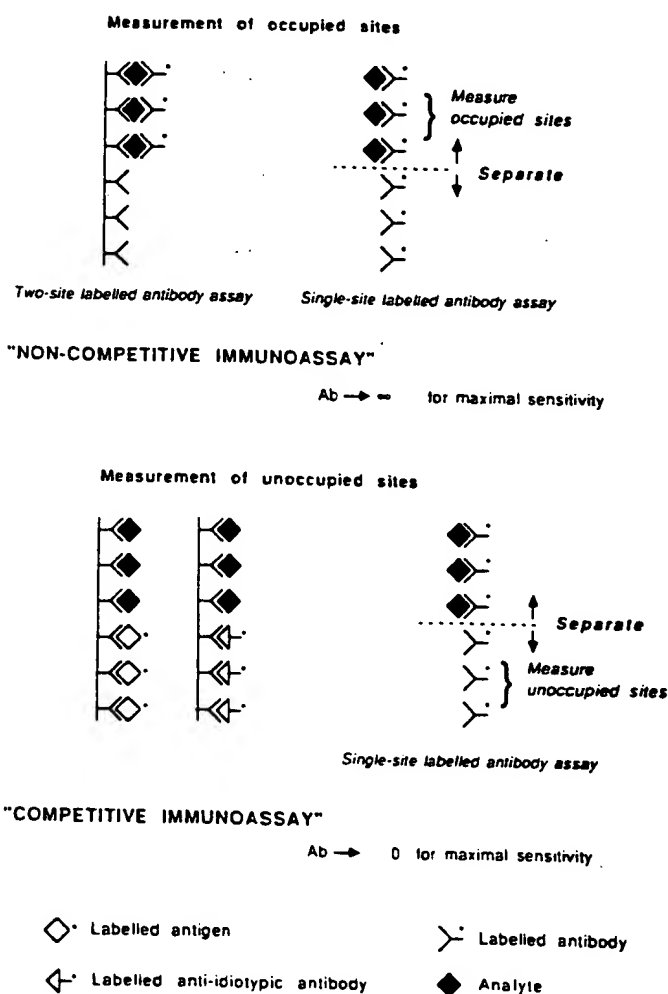 Measurement of occupied sites
Measure
occupied sites
Separate
Two-site labelled antibody assay
Single-site labelled antibody assay
"NON-COMPETITIVE IMMUNOASSAY"
Ab → ∞ for maximal sensitivity
Measurement of unoccupied sites
Separate
Measure
unoccupied sites
Single-site labelled antibody assay
"COMPETITIVE IMMUNOASSAY"
Ab → 0 for maximal sensitivity
Labelled antigen
Labelled antibody
Labelled anti-idiotypic antibody
Analyte